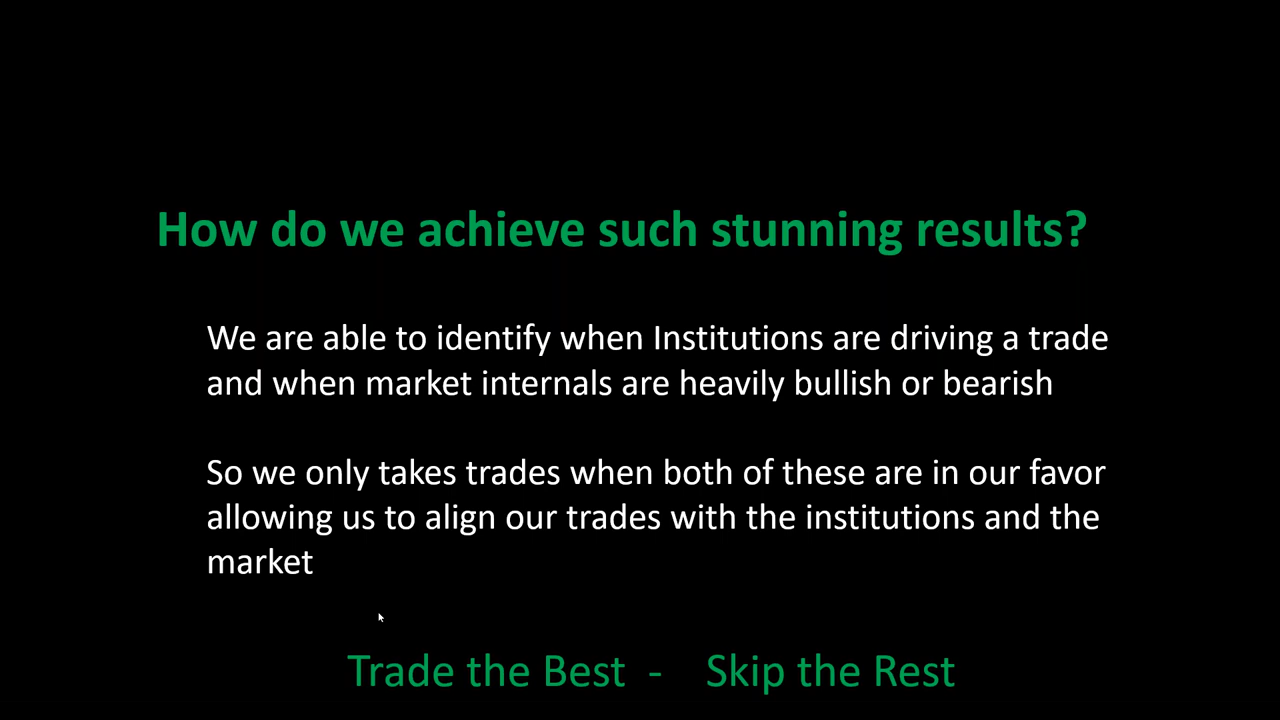 How do we achieve such stunning results?
We are able to identify when Institutions are driving a trade
and when market internals are heavily bullish or bearish
So we only takes trades when both of these are in our favor
allowing us to align our trades with the institutions and the
market
Trade the Best - Skip the Rest